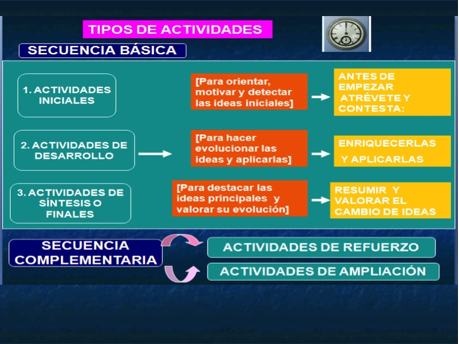 TIPOS DE ACTIVIDADES
SECUENCIA BÁSICA
1. ACTIVIDADES
INICIALES
[Para orientar,
motivar y detectar
las ideas iniciales]
ANTES DE
EMPEZAR
ATRÉVETE Y
CONTESTA:
2. ACTIVIDADES DE
DESARROLLO
[Para hacer
evolucionar las
ideas y aplicarlas]
ENRIQUECERLAS
Y APLICARLAS
3. ACTIVIDADES DE
SÍNTESIS O
FINALES
[Para destacar las
ideas principales y
valorar su evolución]
RESUMIR Y
VALORAR EL
CAMBIO DE IDEAS
SECUENCIA
COMPLEMENTARIA
ACTIVIDADES DE REFUERZO
ACTIVIDADES DE AMPLIACIÓN